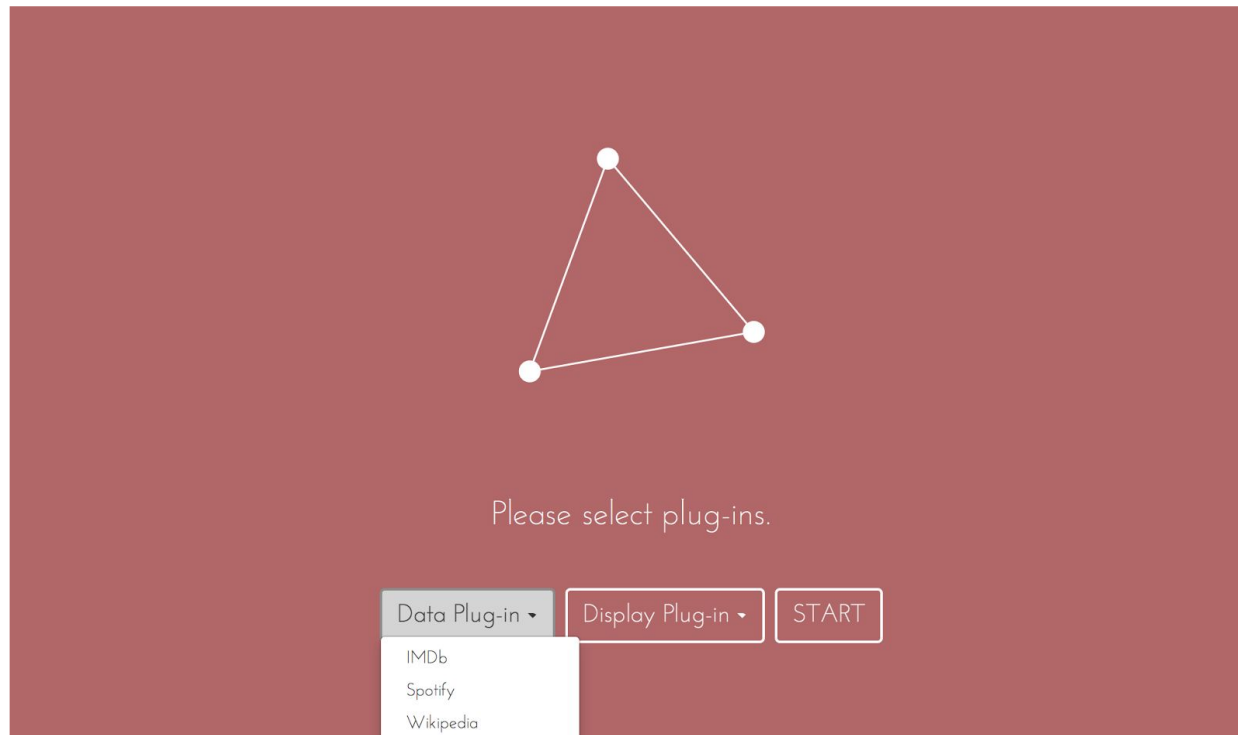 Please select plug-ins.
Data Plug-in Display Plug-in START
IMDb
Spotify
Wikipedia